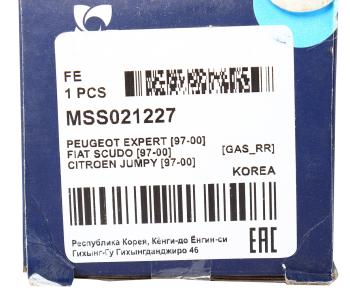 FE
1 PCS
MSS021227
PEUGEOT EXPERT [97-00]
FIAT SCUDO [97-00] [GAS_RR]
CITROEN JUMPY [97-00]
KOREA
Республика Корея, Кёнги-до Ёнгин-си
Гихынг-Гу Гихынгданджиро 46
EAC